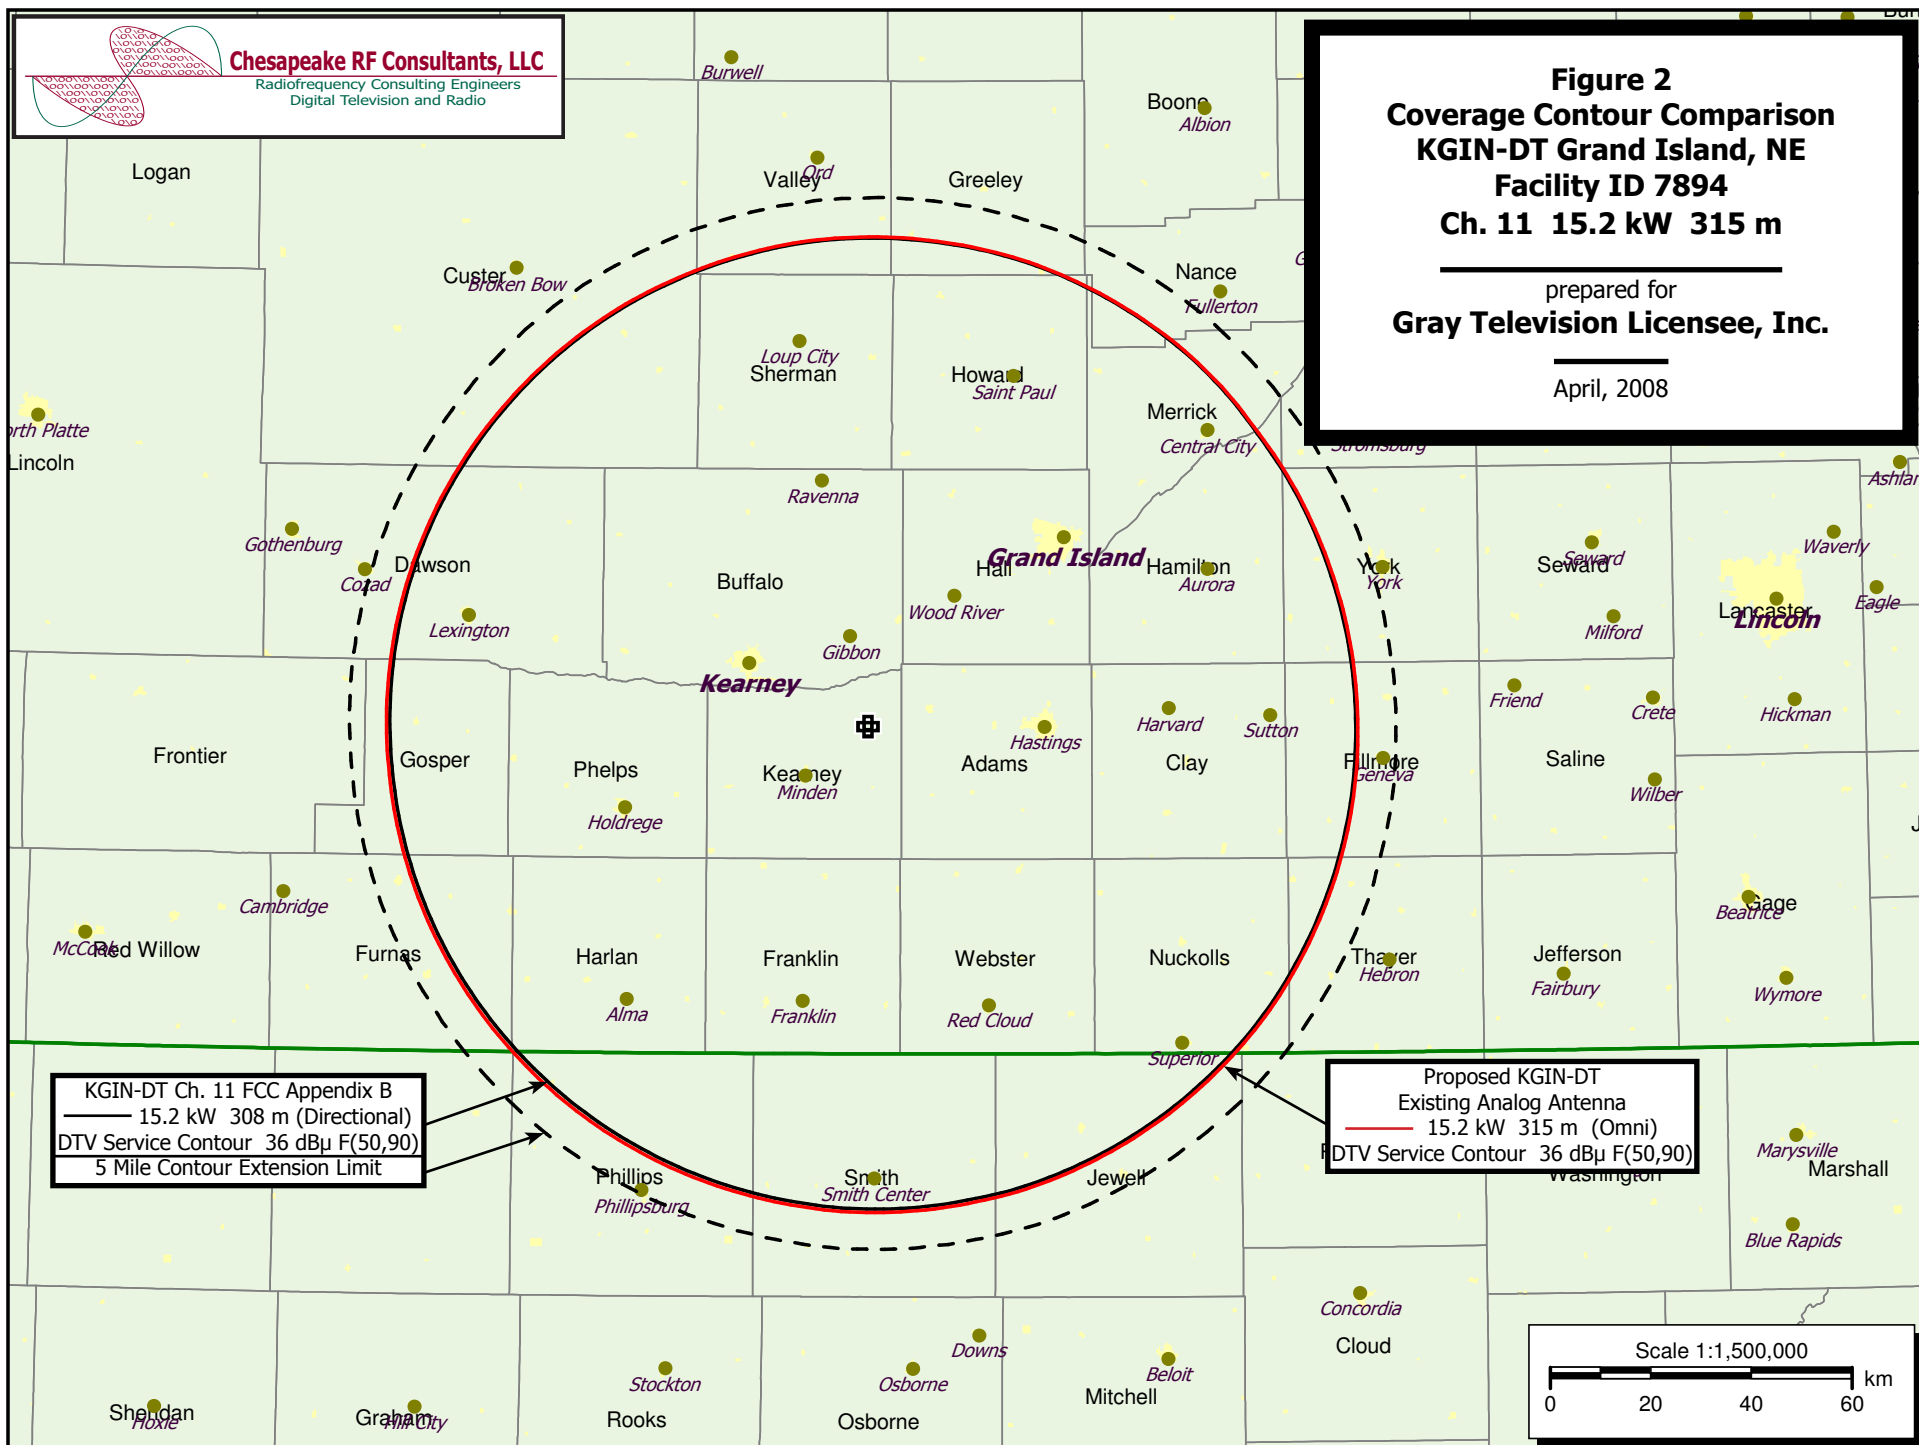 Chesapeake RF Consultants, LLC
Radiofrequency Consulting Engineers
Digital Television and Radio
Figure 2
Coverage Contour Comparison
KGIN-DT Grand Island, NE
Facility ID 7894
Ch. 11 15.2 kW 315 m
prepared for
Gray Television Licensee, Inc.
April, 2008
Burwell
Boone
Albion
Logan
Valley
Ord
Greeley
Custer
Broken Bow
Nance
Fullerton
Loup City
Sherman
Howard
Saint Paul
Merrick
Central City
Stromsburg
orth Platte
Lincoln
Ravenna
Ashlar
Gothenburg
Cozad
Dawson
Lexington
Buffalo
Grand Island
Hall
Wood River
Hamilton
Aurora
York
York
Seward
Seward
Milford
Waverly
Eagle
Lancaster
Lincoln
Gibbon
Kearney
Hastings
Harvard
Sutton
Friend
Crete
Hickman
Frontier
Gosper
Phelps
Holdrege
Kearney
Minden
Adams
Clay
Fillmore
Geneva
Saline
Wilber
Cambridge
McCook
Red Willow
Furnas
Harlan
Alma
Franklin
Franklin
Webster
Red Cloud
Nuckolls
Superior
Thayer
Hebron
Jefferson
Fairbury
Beatrice
Gage
Wymore
KGIN-DT Ch. 11 FCC Appendix B
15.2 kW 308 m (Directional)
DTV Service Contour 36 dBµ F(50,90)
5 Mile Contour Extension Limit
Proposed KGIN-DT
Existing Analog Antenna
15.2 kW 315 m (Omni)
DTV Service Contour 36 dBµ F(50,90)
Phillips
Phillipsburg
Smith
Smith Center
Jewell
Washington
Marysville
Marshall
Blue Rapids
Concordia
Cloud
Downs
Osborne
Osborne
Beloit
Mitchell
Stockton
Rooks
Sheridan
Hoxie
Graham
Hill City
Scale 1:1,500,000
km
0 20 40 60